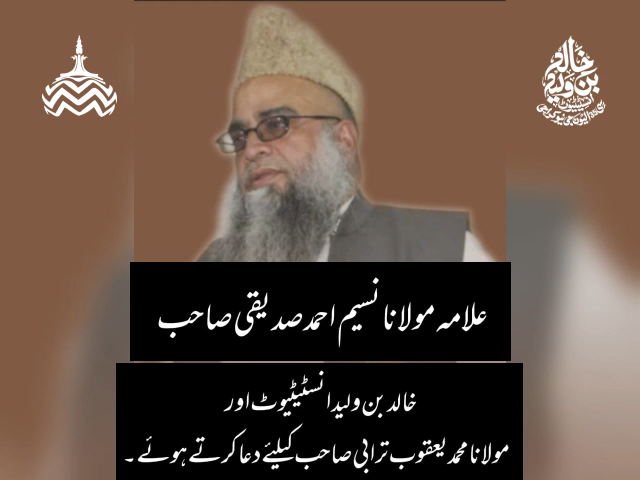 خالد
بن ولید
انسٹیٹیوٹ
علامہ مولانا نسیم احمد صدیقی صاحب
خالد بن ولید انسٹیٹیوٹ اور
مولانا محمد یعقوب ترابی صاحب کیلئے دعا کرتے ہوئے ۔